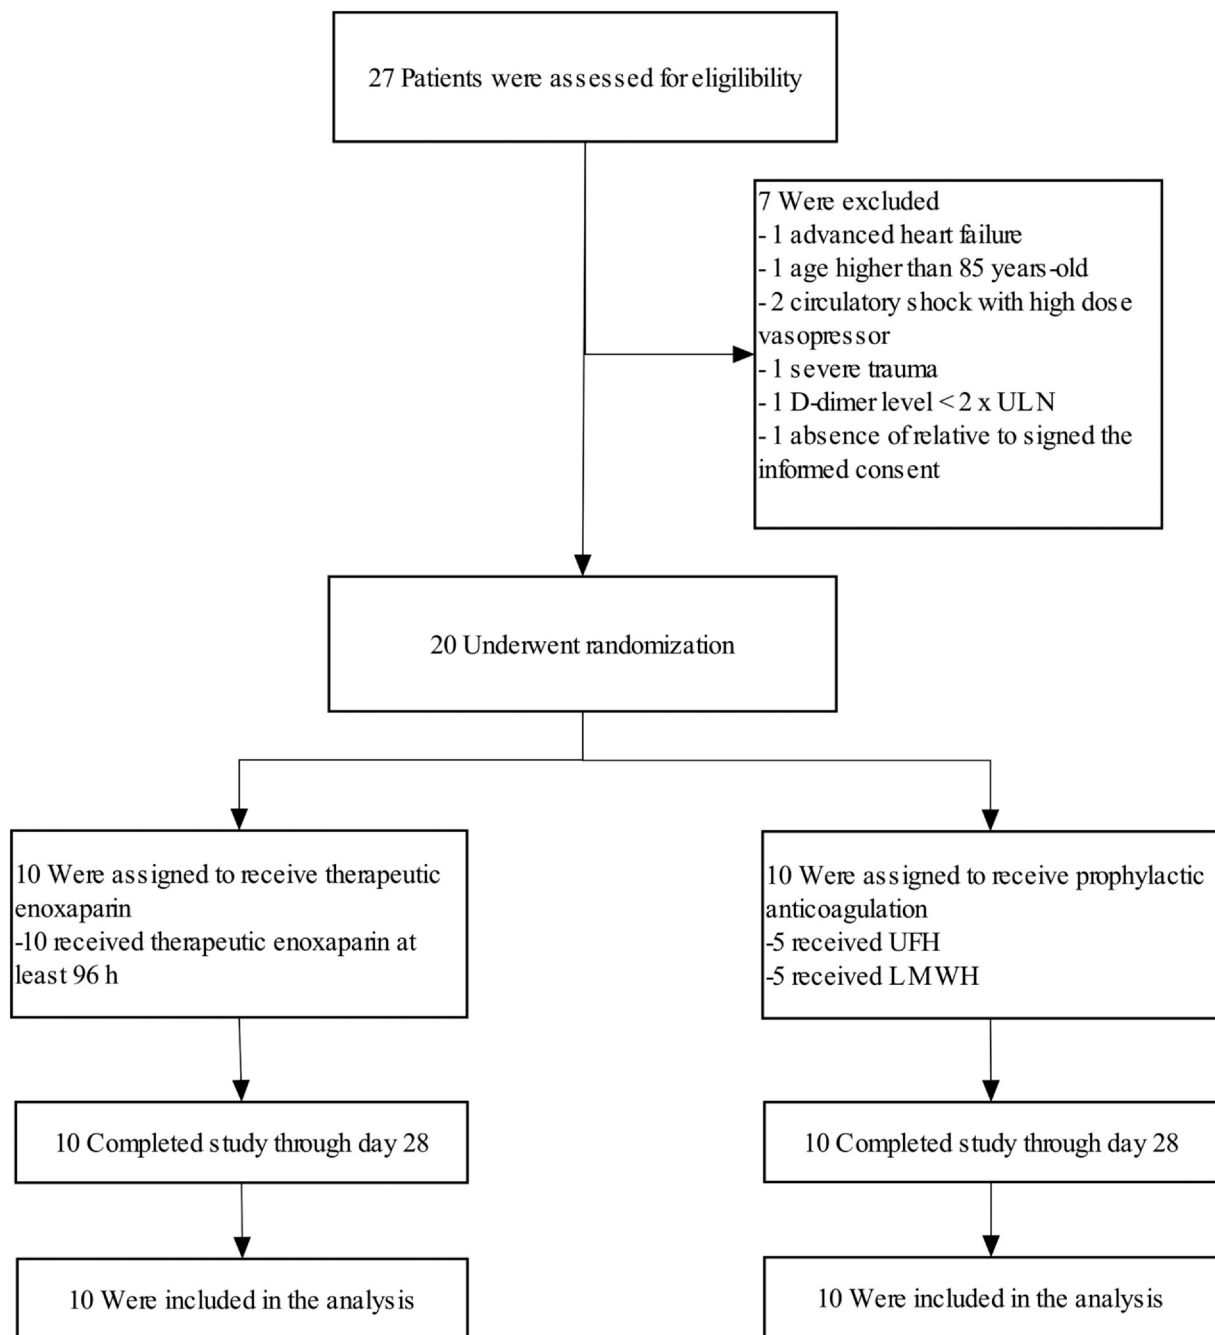 27 Patients were assessed for eligilibility
7 Were excluded
- 1 advanced heart failure
- 1 age higher than 85 years-old
- 2 circulatory shock with high dose
vasopressor
- 1 severe trauma
- 1 D-dimer level < 2 x ULN
- 1 absence of relative to signed the
informed consent
20 Underwent randomization
10 Were assigned to receive therapeutic
enoxaparin
-10 received therapeutic enoxaparin at
least 96 h
10 Were assigned to receive prophylactic
anticoagulation
-5 received UFH
-5 received LMWH
10 Completed study through day 28
10 Completed study through day 28
10 Were included in the analysis
10 Were included in the analysis